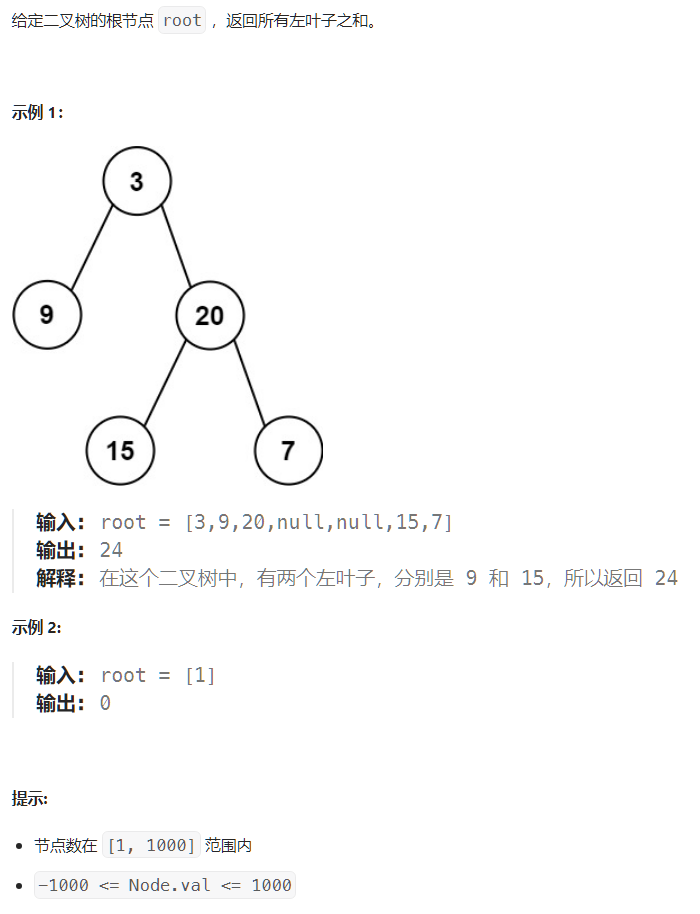 给定二叉树的根节点 root ，返回所有左叶子之和。
示例 1：
3
9
20
15
7
输入: root = [3,9,20,null,null,15,7]
输出: 24
解释: 在这个二叉树中，有两个左叶子，分别是 9 和 15，所以返回 24
示例 2:
输入: root = [1]
输出: 0
提示:
节点数在 [1, 1000] 范围内
-1000 <= Node.val <= 1000